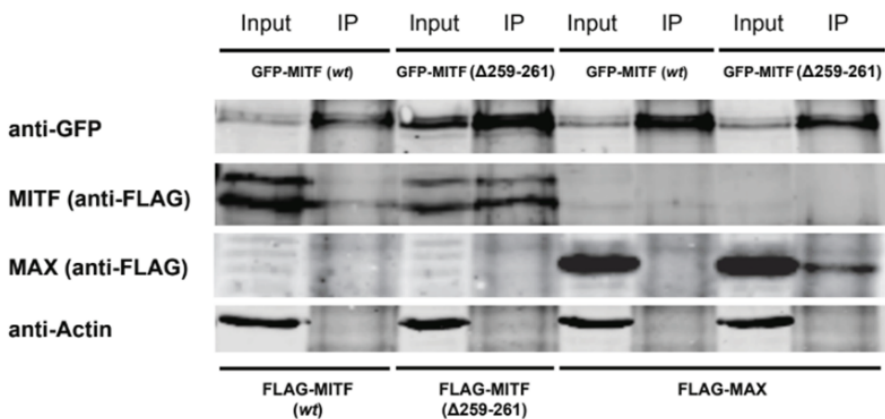 Input IP Input IP Input IP Input IP
GFP-MITF (wt) GFP-MITF (Δ259-261) GFP-MITF (wt) GFP-MITF (Δ259-261)
anti-GFP
MITF (anti-FLAG)
MAX (anti-FLAG)
anti-Actin
FLAG-MITF FLAG-MITF FLAG-MAX
(wt) (Δ259-261)